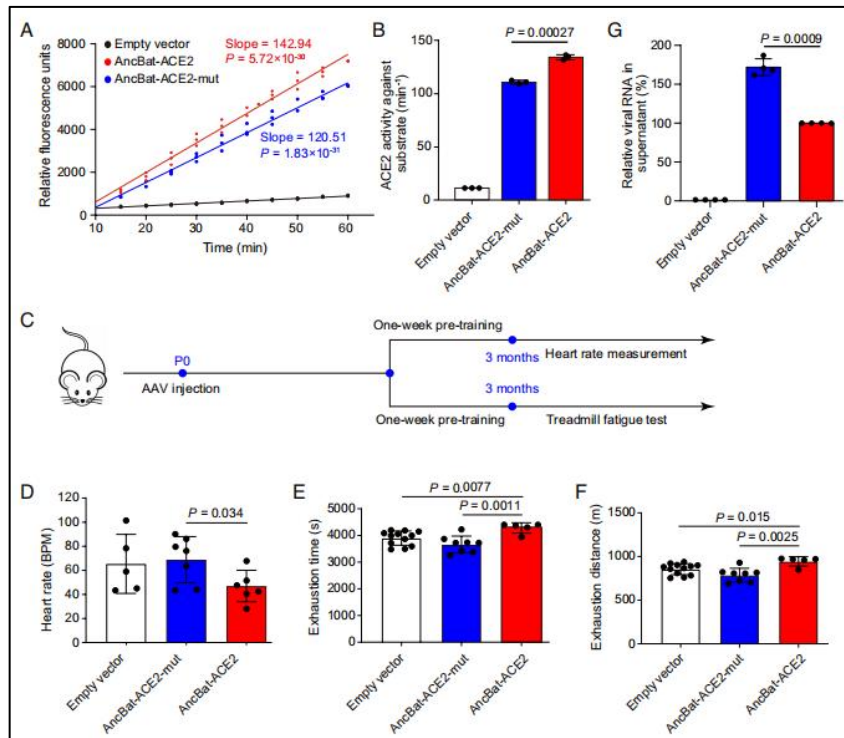 A
Relative fluorescence units
8000
6000
4000
2000
0
10
20
30
40
50
60
Time (min)
Empty vector
AncBat-ACE2
AncBat-ACE2-mut
Slope = 142.94
P = 5.72×10⁻³⁰
Slope = 120.51
P = 1.83×10⁻³¹
B
P = 0.00027
ACE2 activity against
substrate (min⁻¹)
150
100
50
0
Empty vector
AncBat-ACE2-mut
AncBat-ACE2
G
P = 0.0009
Relative viral RNA in
supernatant (%)
200
150
100
50
0
Empty vector
AncBat-ACE2-mut
AncBat-ACE2
C
P0
AAV injection
One-week pre-training
3 months
Heart rate measurement
3 months
One-week pre-training
Treadmill fatigue test
D
P = 0.034
Heart rate (BPM)
120
100
80
60
40
20
0
Empty vector
AncBat-ACE2-mut
AncBat-ACE2
E
P = 0.0077
P = 0.0011
Exhaustion time (s)
5000
4000
3000
2000
1000
0
Empty vector
AncBat-ACE2-mut
AncBat-ACE2
F
P = 0.015
P = 0.0025
Exhaustion distance (m)
1500
1000
500
0
Empty vector
AncBat-ACE2-mut
AncBat-ACE2